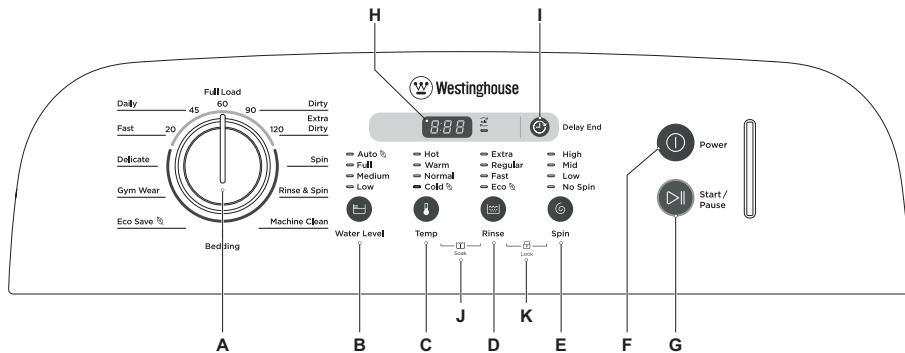 H
I
Westinghouse
Full Load
Daily
45
60
90
Dirty
Fast
20
120
Extra
Dirty
Delicate
Spin
Gym Wear
Rinse & Spin
Eco Save
Machine Clean
Bedding
8:88
Delay End
Auto
Full
Medium
Low
Water Level
Hot
Warm
Normal
Cold
Temp
Extra
Regular
Fast
Eco
Rinse
High
Mid
Low
No Spin
Spin
Soak
Lock
Power
Start /
Pause
A
B
C
J
D
K
E
F
G